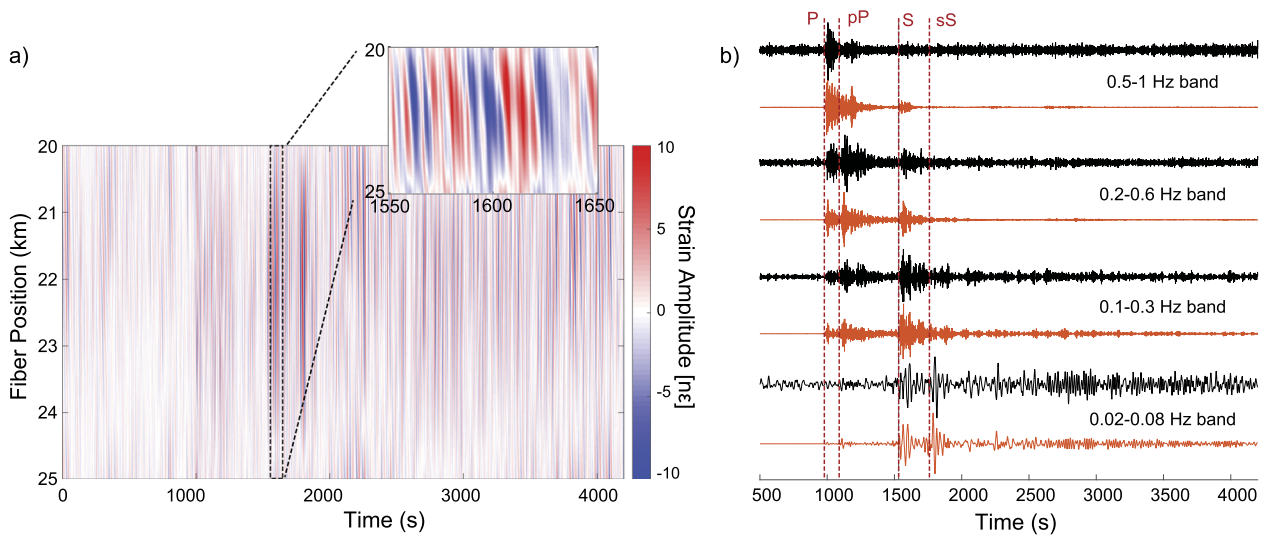 a)
20
25
1550
1600
1650
20
21
22
23
24
25
Fiber Position (km)
0
1000
2000
3000
4000
Time (s)
10
5
0
-5
-10
Strain Amplitude [nε]
b)
P
pP
S
sS
0.5-1 Hz band
0.2-0.6 Hz band
0.1-0.3 Hz band
0.02-0.08 Hz band
500
1000
1500
2000
2500
3000
3500
4000
Time (s)